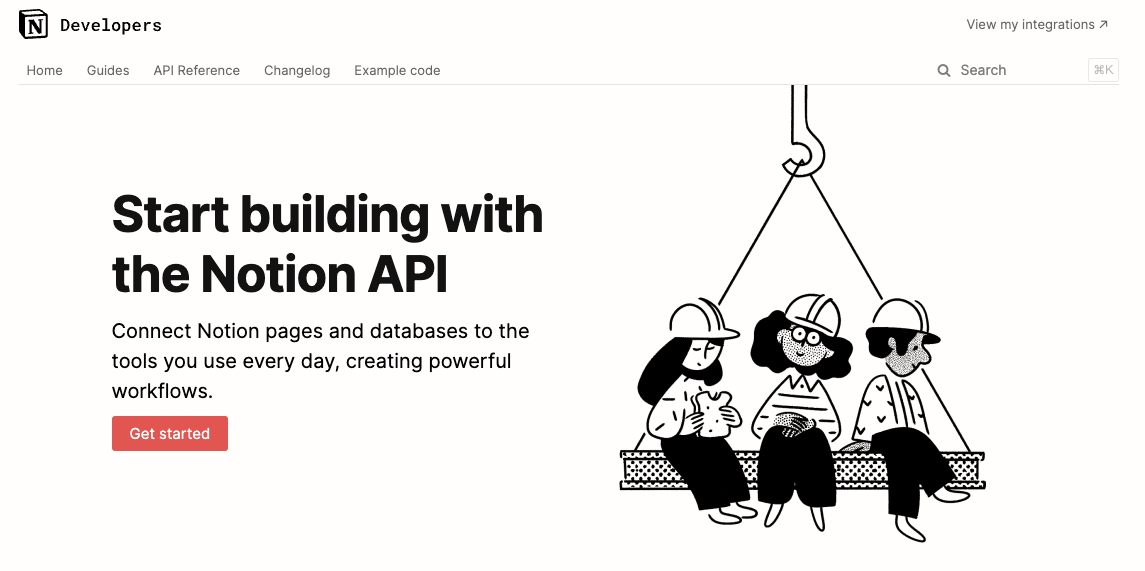 N Developers
View my integrations ↗
Home Guides API Reference Changelog Example code
Search ⌘K
Start building with
the Notion API
Connect Notion pages and databases to the
tools you use every day, creating powerful
workflows.
Get started